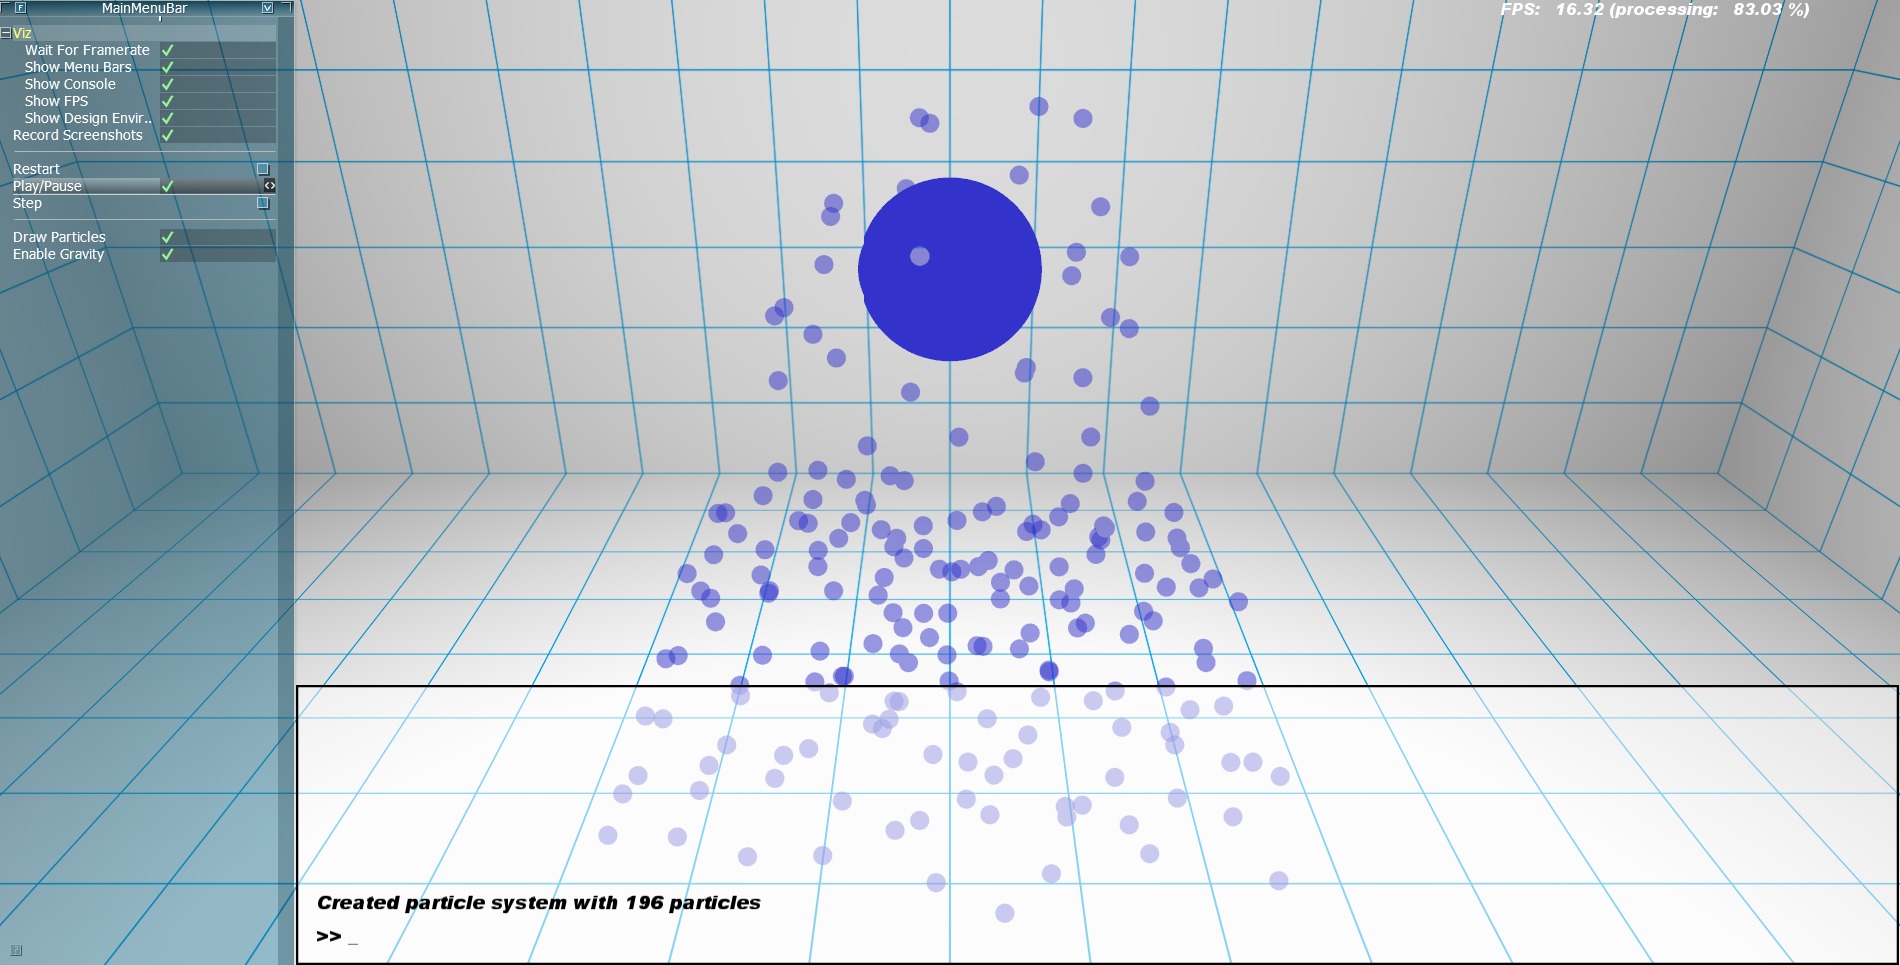 MainMenuBar
FPS: 16.32 (processing: 83.03 %)
Viz
Wait For Framerate
Show Menu Bars
Show Console
Show FPS
Show Design Envir..
Record Screenshots
Restart
Play/Pause
Step
Draw Particles
Enable Gravity
Created particle system with 196 particles
>> _